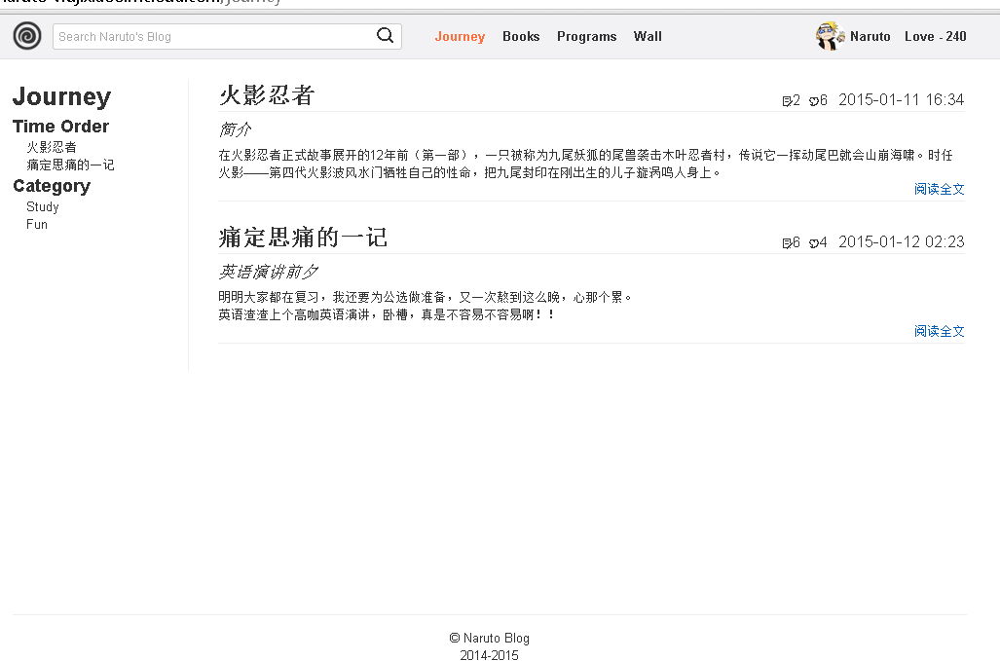 Search Naruto's Blog
Journey Books Programs Wall
Naruto Love - 240
Journey
Time Order
火影忍者
痛定思痛的一记
Category
Study
Fun
火影忍者
2 6 2015-01-11 16:34
简介
在火影忍者正式故事展开的12年前（第一部），一只被称为九尾妖狐的尾兽袭击木叶忍者村，传说它一挥动尾巴就会山崩海啸。时任
火影——第四代火影波风水门牺牲自己的性命，把九尾封印在刚出生的儿子漩涡鸣人身上。
阅读全文
痛定思痛的一记
6 4 2015-01-12 02:23
英语演讲前夕
明明大家都在复习，我还要为公选做准备，又一次熬到这么晚，心那个累。
英语渣渣上个高咖英语演讲，卧槽，真是不容易不容易啊！！
阅读全文
© Naruto Blog
2014-2015